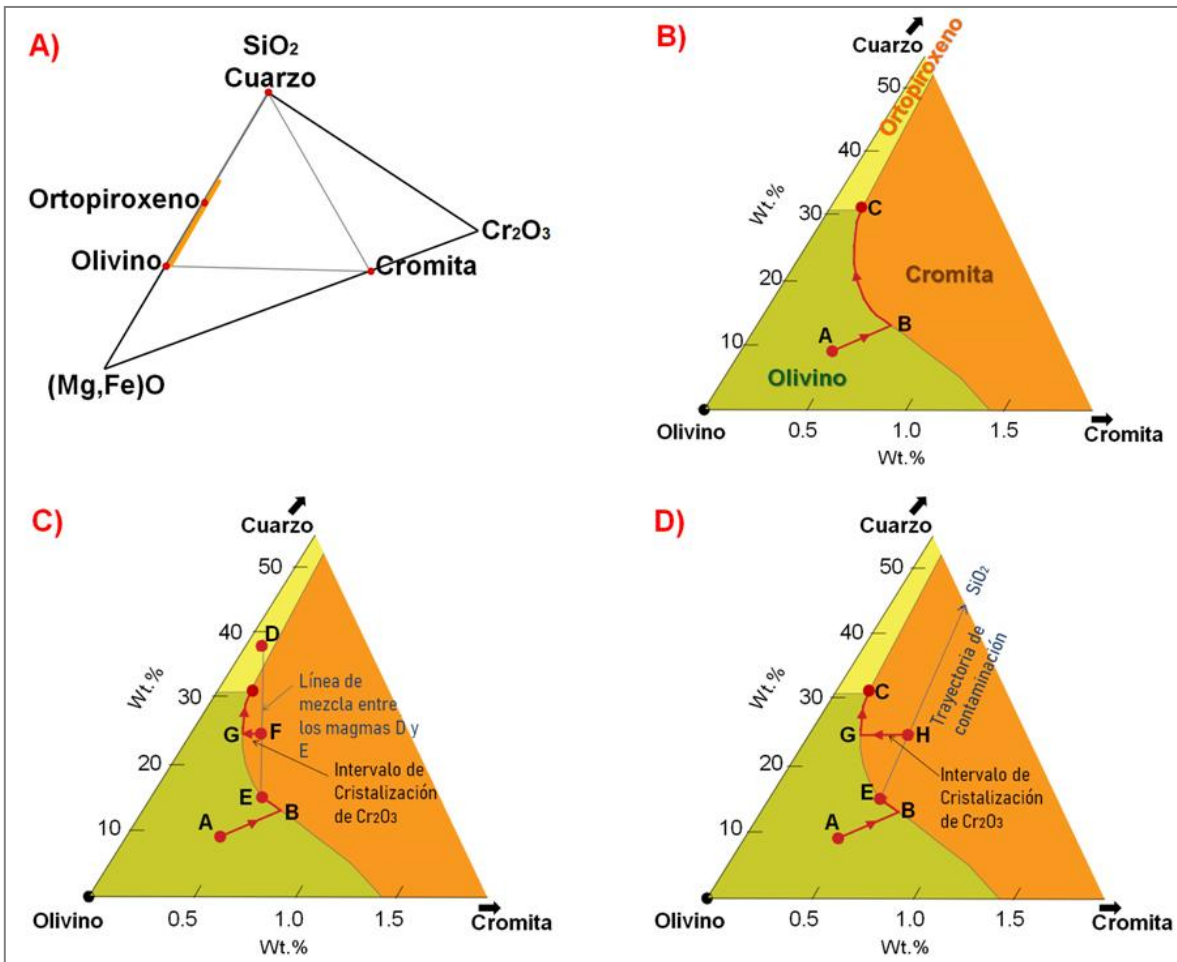 A)
SiO₂
Cuarzo
Ortopiroxeno
Cr₂O₃
Olivino
Cromita
(Mg,Fe)O
B)
Cuarzo
50
Ortopiroxeno
40
Wt.%
30
C
20
Cromita
B
A
10
Olivino
Olivino
0.5
1.0
1.5
Cromita
Wt.%
C)
Cuarzo
50
40
D
Wt.%
30
Línea de
mezcla entre
los magmas D y
E
G
F
20
Intervalo de
Cristalización
de Cr₂O₃
E
A
B
10
Olivino
0.5
1.0
1.5
Cromita
Wt.%
D)
Cuarzo
50
SiO₂
40
Trayectoria de
contaminación
Wt.%
30
C
G
H
20
Intervalo de
Cristalización
de Cr₂O₃
E
B
A
10
Olivino
0.5
1.0
1.5
Cromita
Wt.%